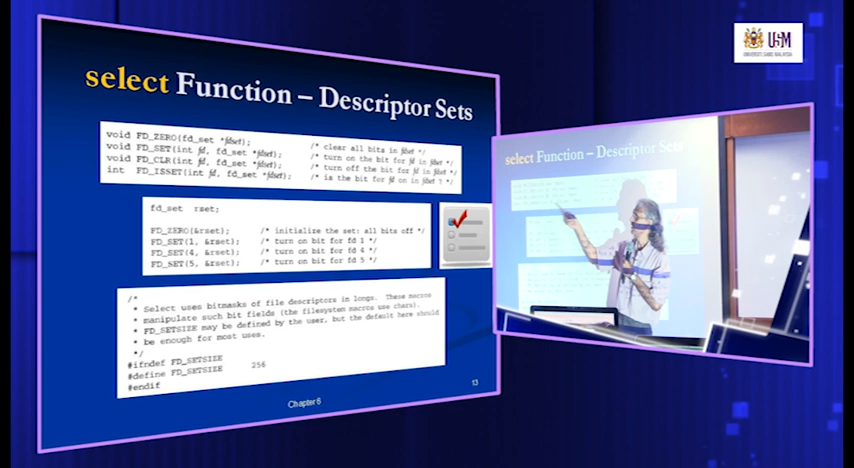 select Function – Descriptor Sets
void FD_ZERO(fd_set *fdset); /* clear all bits in fdset */
void FD_SET(int fd, fd_set *fdset); /* turn on the bit for fd in fdset */
void FD_CLR(int fd, fd_set *fdset); /* turn off the bit for fd in fdset */
int FD_ISSET(int fd, fd_set *fdset); /* is the bit for fd on in fdset ? */
fd_set rset;
FD_ZERO(&rset); /* initialize the set: all bits off */
FD_SET(1, &rset); /* turn on bit for fd 1 */
FD_SET(4, &rset); /* turn on bit for fd 4 */
FD_SET(5, &rset); /* turn on bit for fd 5 */
/*
* Select uses bitmasks of file descriptors in longs. These macros
* manipulate such bit fields (the filesystem macros use chars).
* FD_SETSIZE may be defined by the user, but the default here should
* be enough for most uses.
*/
#ifndef FD_SETSIZE
#define FD_SETSIZE 256
#endif
Chapter 6
13
USM
UNIVERSITI SAINS MALAYSIA
select Function – Descriptor Sets